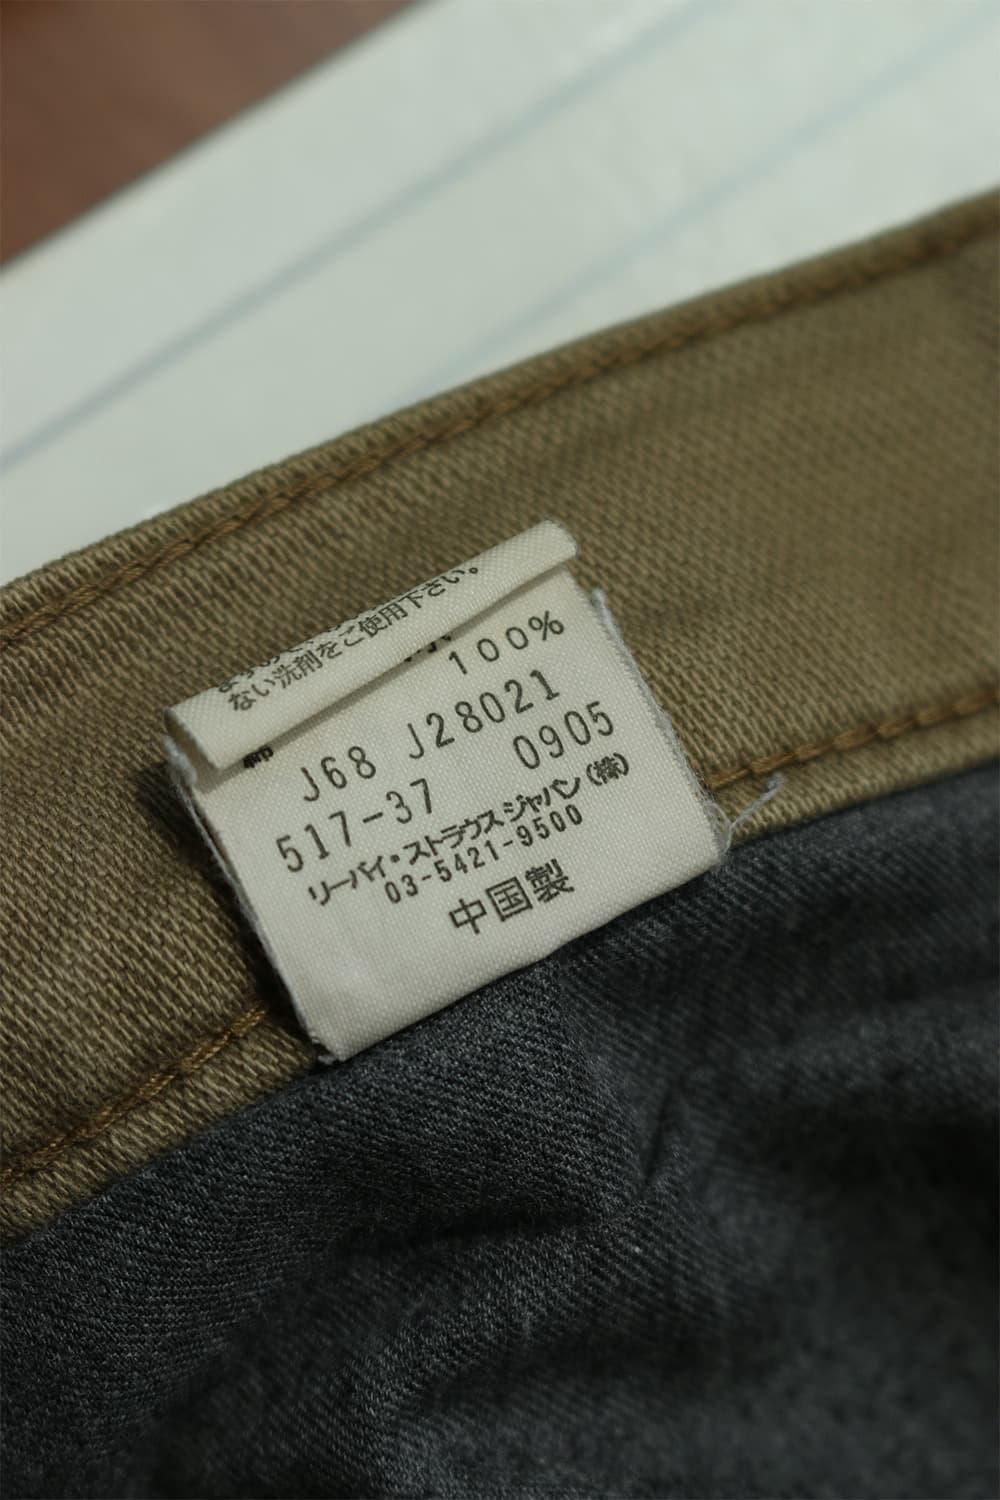 ない洗剤をご使用下さい。
綿 100%
J68 J28021
517-37 0905
リーバイ・ストラウス ジャパン(株)
03-5421-9500
中国製